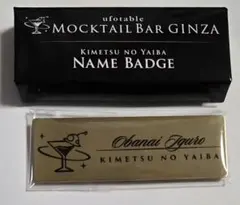 ufotable
MOCKTAIL BAR GINZA
KIMETSU NO YAIBA
NAME BADGE
Obanai Iguro
KIMETSU NO YAIBA